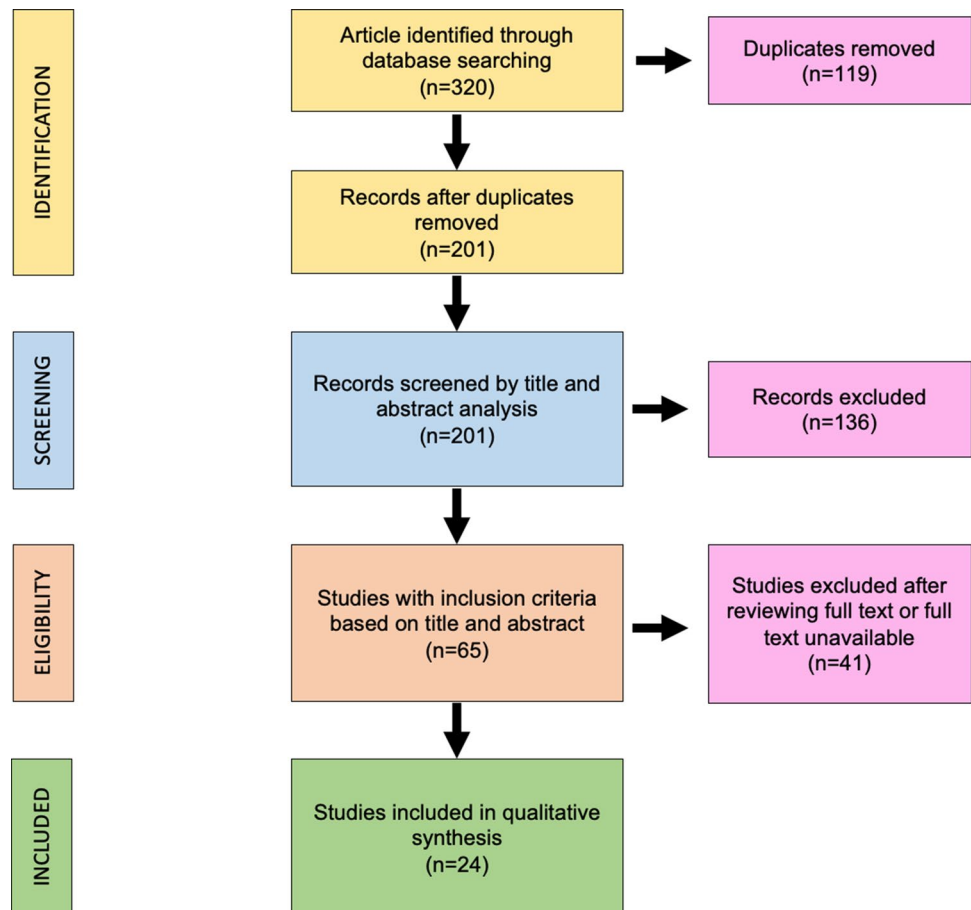 IDENTIFICATION
Article identified through
database searching
(n=320)
Duplicates removed
(n=119)
Records after duplicates
removed
(n=201)
SCREENING
Records screened by title and
abstract analysis
(n=201)
Records excluded
(n=136)
ELIGIBILITY
Studies with inclusion criteria
based on title and abstract
(n=65)
Studies excluded after
reviewing full text or full
text unavailable
(n=41)
INCLUDED
Studies included in qualitative
synthesis
(n=24)